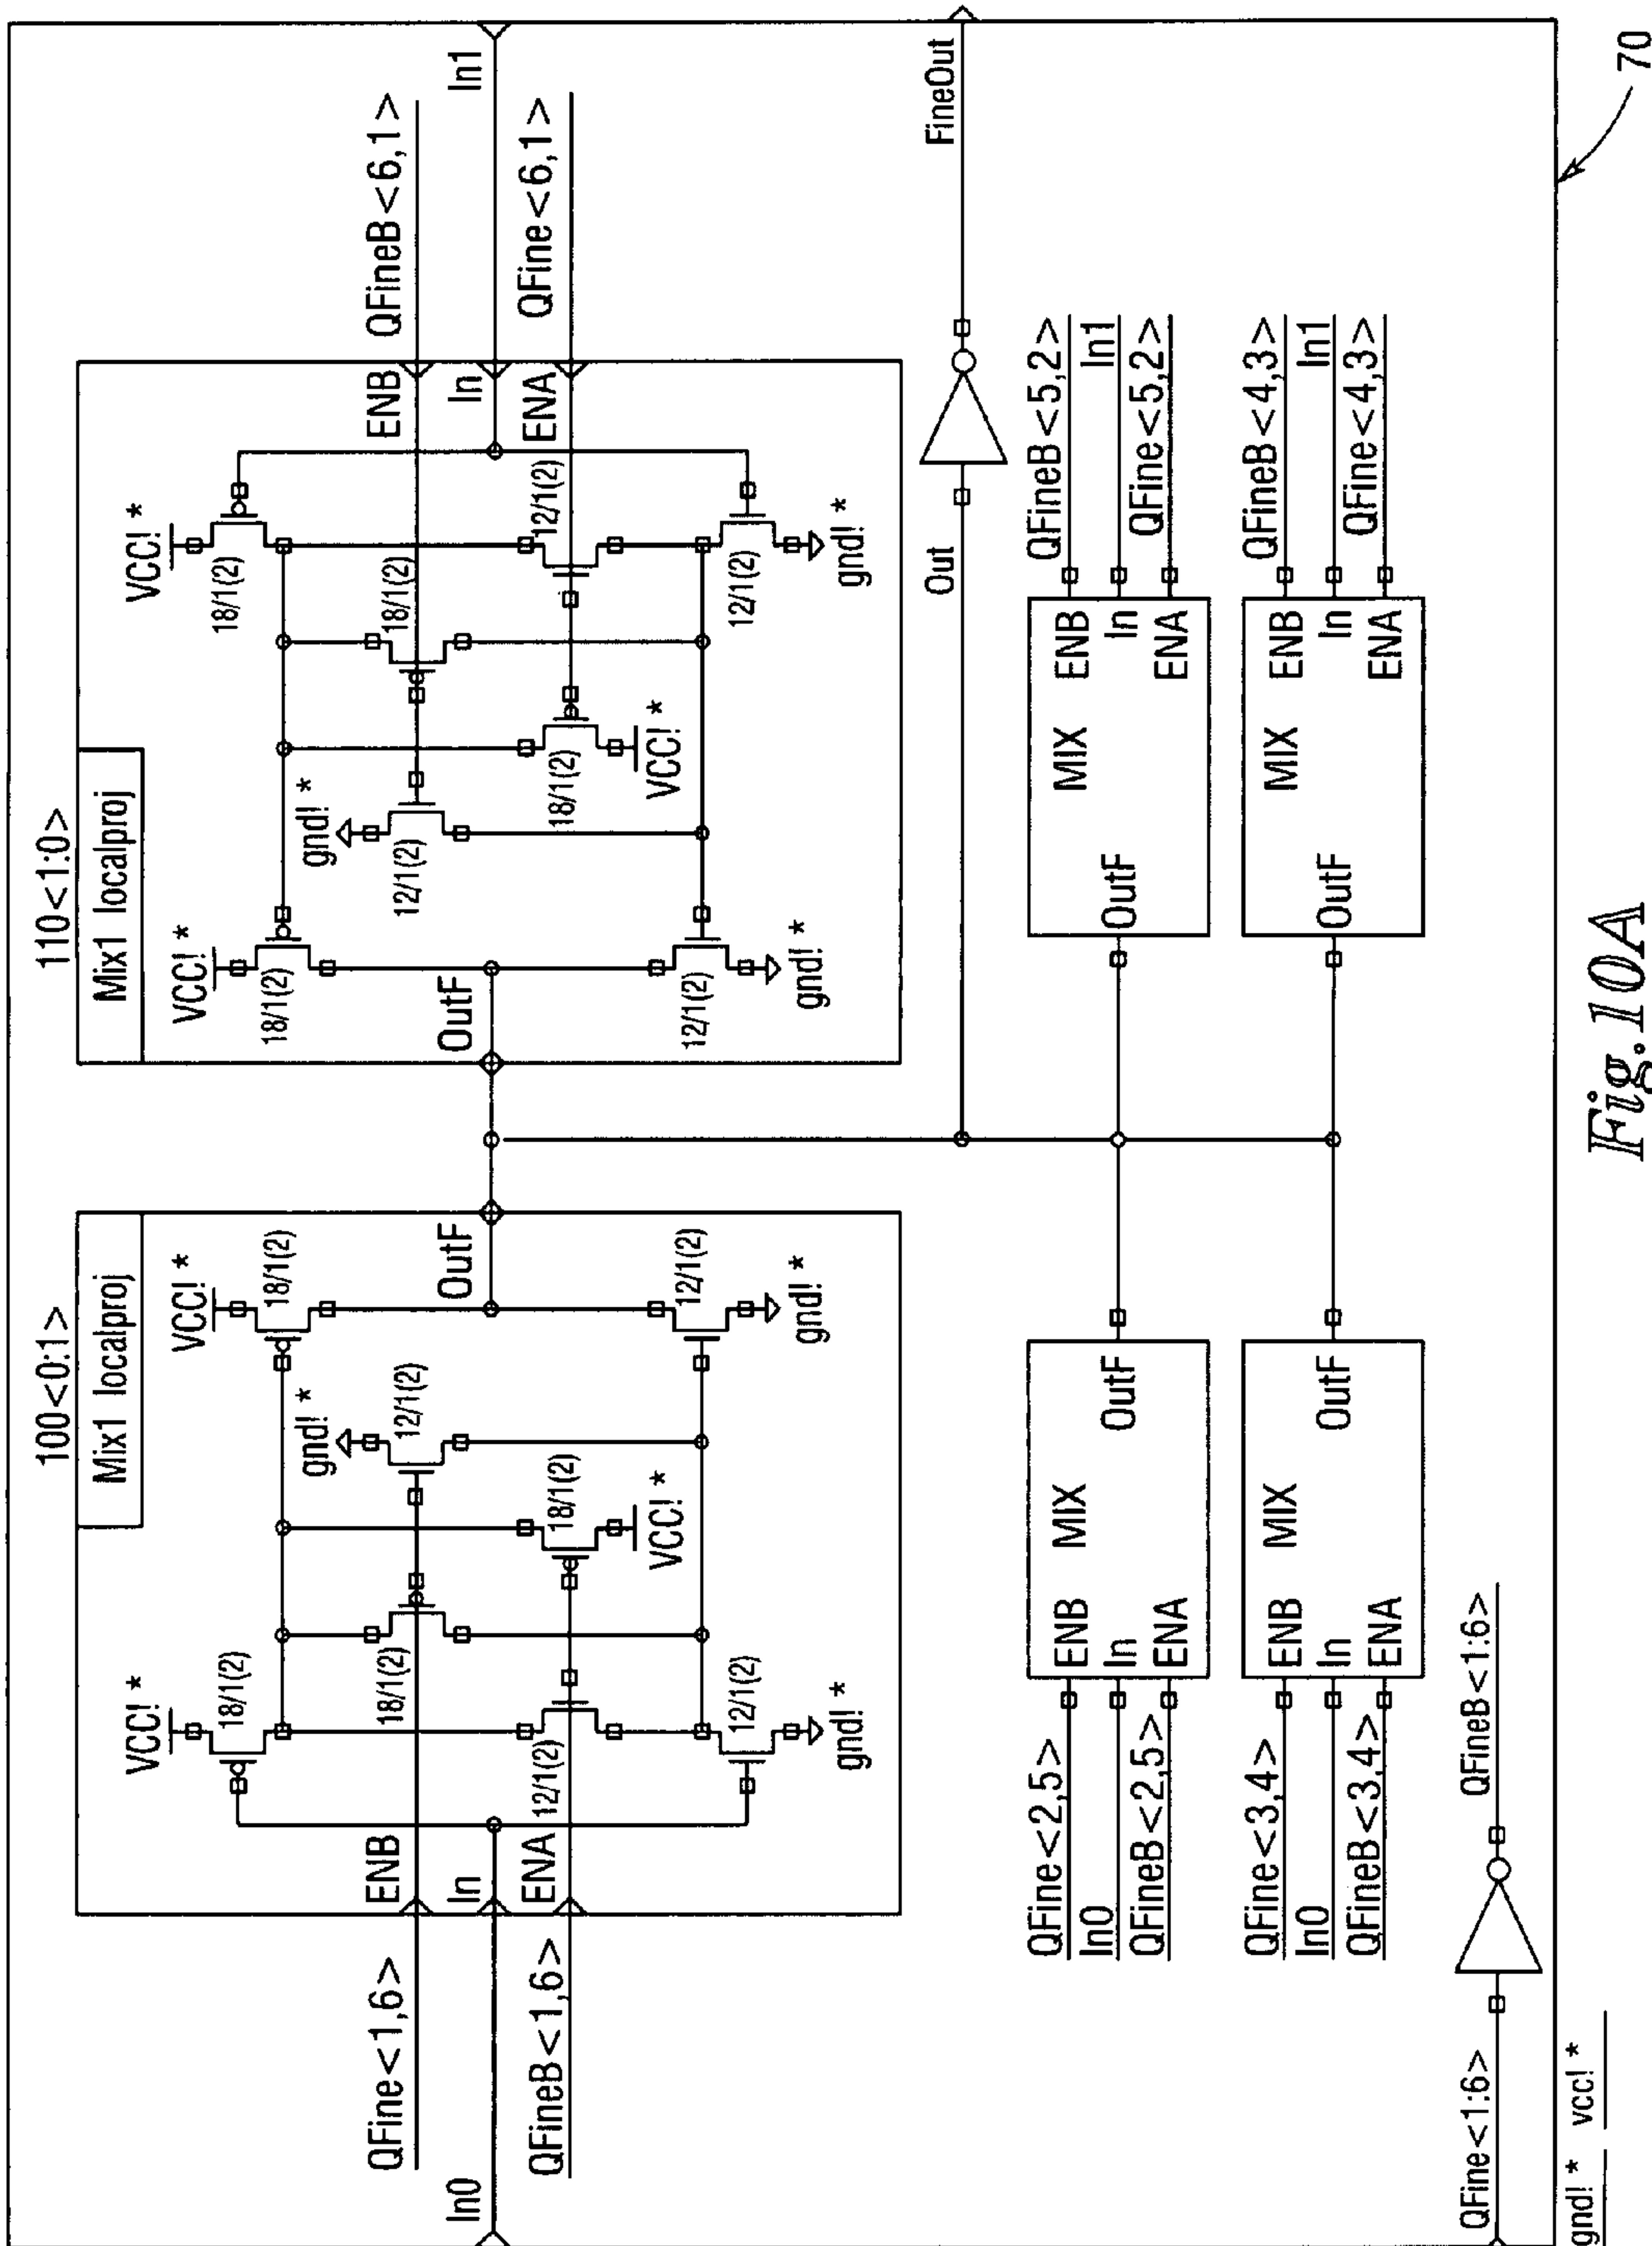 100<0:1>
Mix1 localproj
VCC! *
18/1(2)
VCC! *
18/1(2)
gnd! *
12/1(2)
18/1(2)
18/1(2)
VCC! *
12/1(2)
12/1(2)
gnd! *
12/1(2)
gnd! *
ENB
In
ENA
OutF
QFine<1,6>
In0
QFineB<1,6>
110<1:0>
Mix1 localproj
VCC! *
18/1(2)
VCC! *
18/1(2)
gnd! *
12/1(2)
18/1(2)
18/1(2)
VCC! *
12/1(2)
12/1(2)
gnd! *
12/1(2)
gnd! *
OutF
ENB
In
ENA
QFineB<6,1>
In1
QFine<6,1>
Out
FineOut
QFine<2,5>
In0
QFineB<2,5>
ENB
In
ENA
MIX
OutF
OutF
MIX
ENB
In
ENA
QFineB<5,2>
In1
QFine<5,2>
QFine<3,4>
In0
QFineB<3,4>
ENB
In
ENA
MIX
OutF
OutF
MIX
ENB
In
ENA
QFineB<4,3>
In1
QFine<4,3>
QFine<1:6>
QFineB<1:6>
gnd! * vcc! *
70
Fig.10A